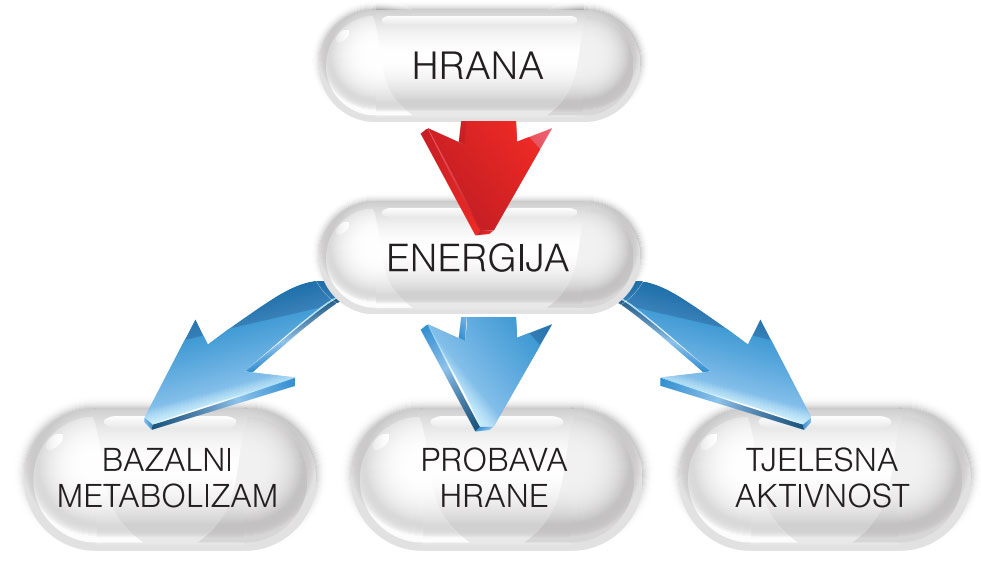 HRANA
ENERGIJA
BAZALNI
METABOLIZAM
PROBAVA
HRANE
TJELESNA
AKTIVNOST